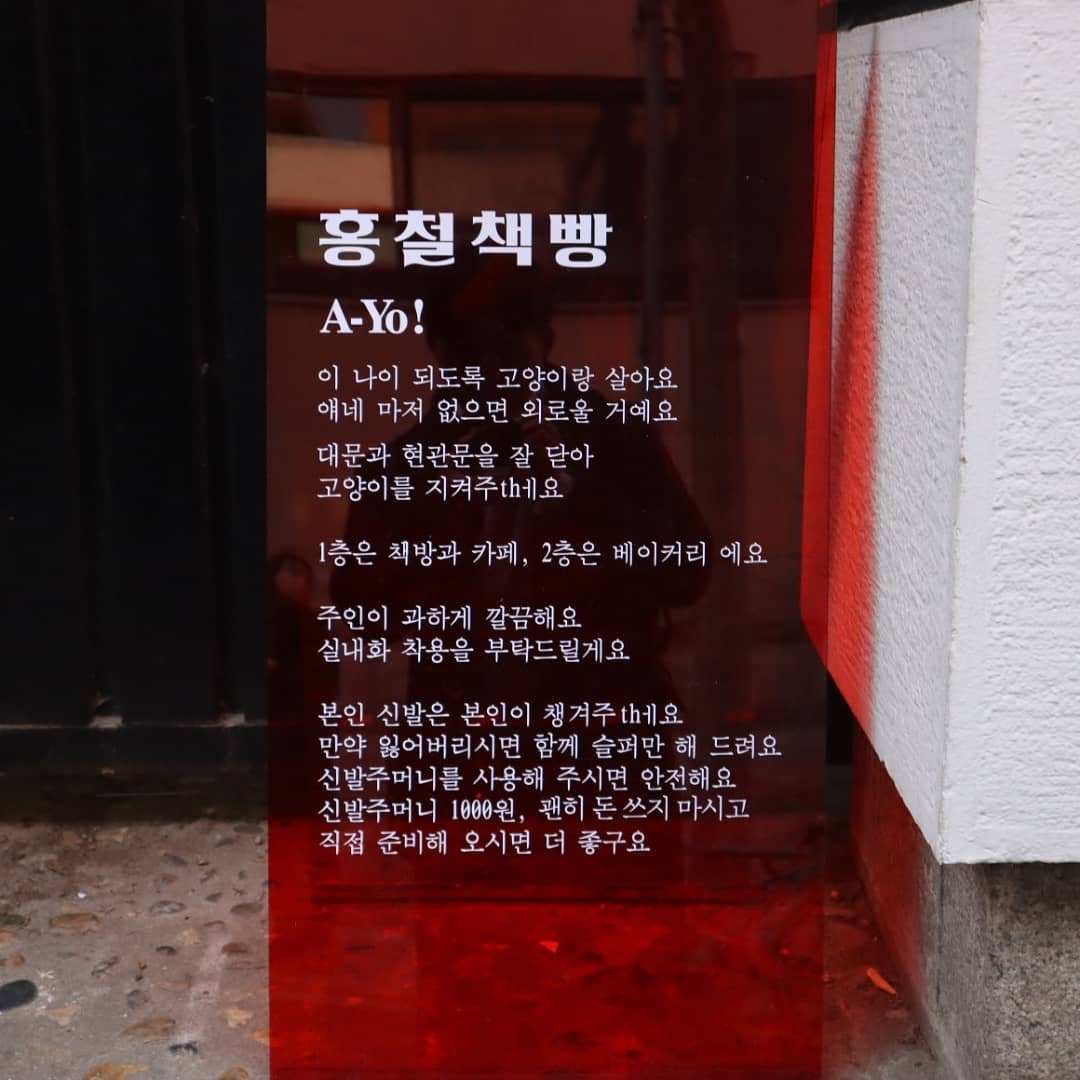 홍철책빵
A-Yo!
이 나이 되도록 고양이랑 살아요
얘네 마저 없으면 외로울 거예요
대문과 현관문을 잘 닫아
고양이를 지켜주thㅔ요
1층은 책방과 카페, 2층은 베이커리 에요
주인이 과하게 깔끔해요
실내화 착용을 부탁드릴게요
본인 신발은 본인이 챙겨주thㅔ요
만약 잃어버리시면 함께 슬퍼만 해 드려요
신발주머니를 사용해 주시면 안전해요
신발주머니 1000원, 괜히 돈 쓰지 마시고
직접 준비해 오시면 더 좋구요